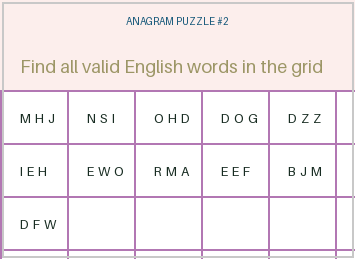 ANAGRAM PUZZLE #2
Find all valid English words in the grid
M H J N S I O H D D O G D Z Z
I E H E W O R M A E E F B J M
D F W